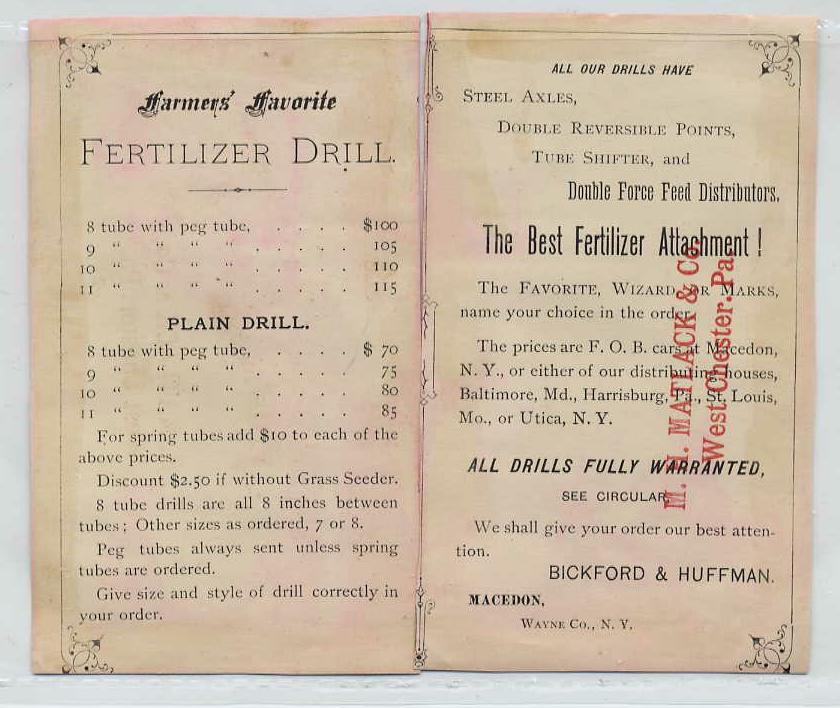 Farmers' Favorite
FERTILIZER DRILL.
8 tube with peg tube, . . . . $100
9 " " " " . . . . . 105
10 " " " " . . . . . 110
11 " " " " . . . . . 115
PLAIN DRILL.
8 tube with peg tube, . . . . $ 70
9 " " " " . . . . . 75
10 " " " " . . . . . 80
11 " " " " . . . . . 85
For spring tubes add $10 to each of the
above prices.
Discount $2.50 if without Grass Seeder.
8 tube drills are all 8 inches between
tubes; Other sizes as ordered, 7 or 8.
Peg tubes always sent unless spring
tubes are ordered.
Give size and style of drill correctly in
your order.
ALL OUR DRILLS HAVE
STEEL AXLES,
DOUBLE REVERSIBLE POINTS,
TUBE SHIFTER, and
Double Force Feed Distributors.
The Best Fertilizer Attachment!
The FAVORITE, WIZARD OR MARKS,
name your choice in the order.
The prices are F. O. B. cars at Macedon,
N. Y., or either of our distributing houses,
Baltimore, Md., Harrisburg, Pa., St. Louis,
Mo., or Utica, N. Y.
ALL DRILLS FULLY WARRANTED,
SEE CIRCULAR
We shall give your order our best atten-
tion.
BICKFORD & HUFFMAN.
MACEDON,
WAYNE CO., N. Y.
M. H. MATLACK & Co.
West Chester. Pa.